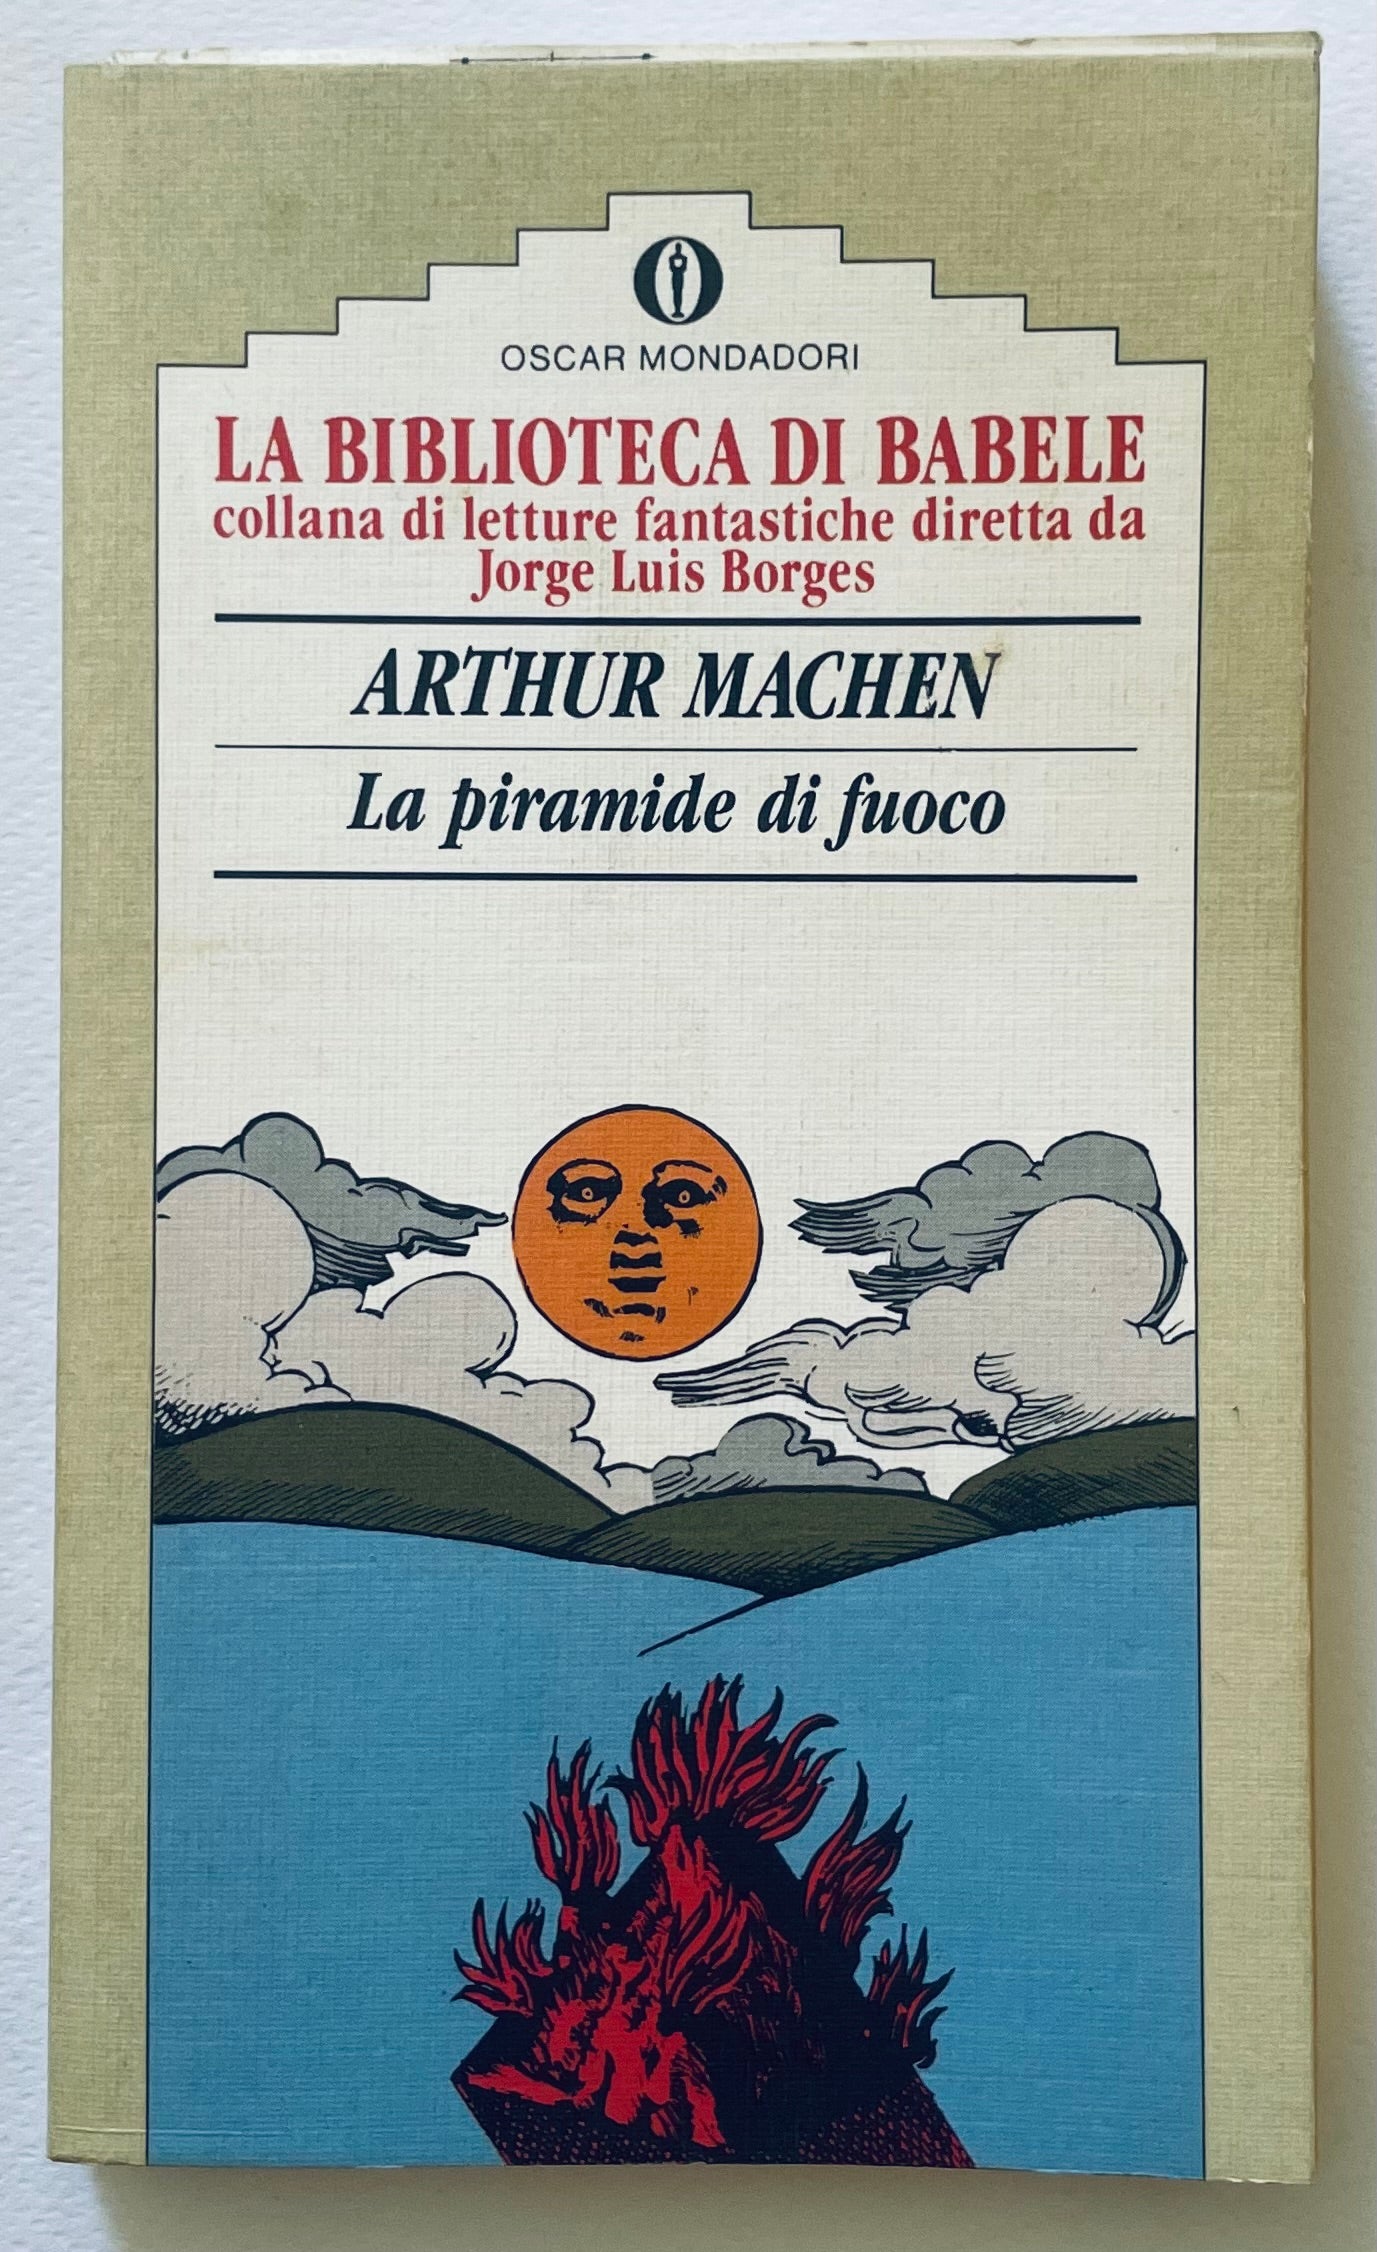 OSCAR MONDADORI
LA BIBLIOTECA DI BABELE
collana di letture fantastiche diretta da
Jorge Luis Borges
ARTHUR MACHEN
La piramide di fuoco